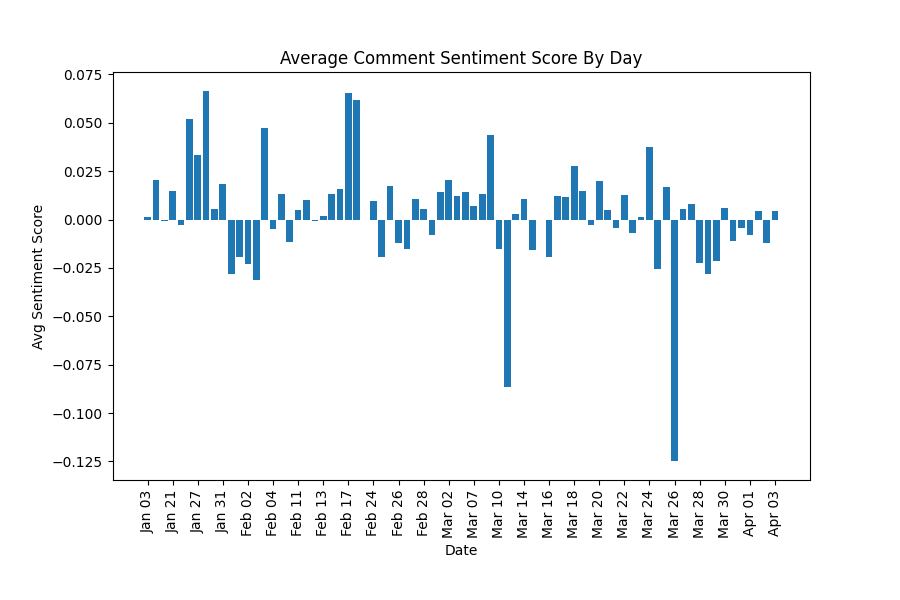 Average Comment Sentiment Score By Day
0.075
0.050
0.025
0.000
−0.025
−0.050
−0.075
−0.100
−0.125
Avg Sentiment Score
Jan 03
Jan 21
Jan 27
Jan 31
Feb 02
Feb 04
Feb 11
Feb 13
Feb 17
Feb 24
Feb 26
Feb 28
Mar 02
Mar 07
Mar 10
Mar 14
Mar 16
Mar 18
Mar 20
Mar 22
Mar 24
Mar 26
Mar 28
Mar 30
Apr 01
Apr 03
Date